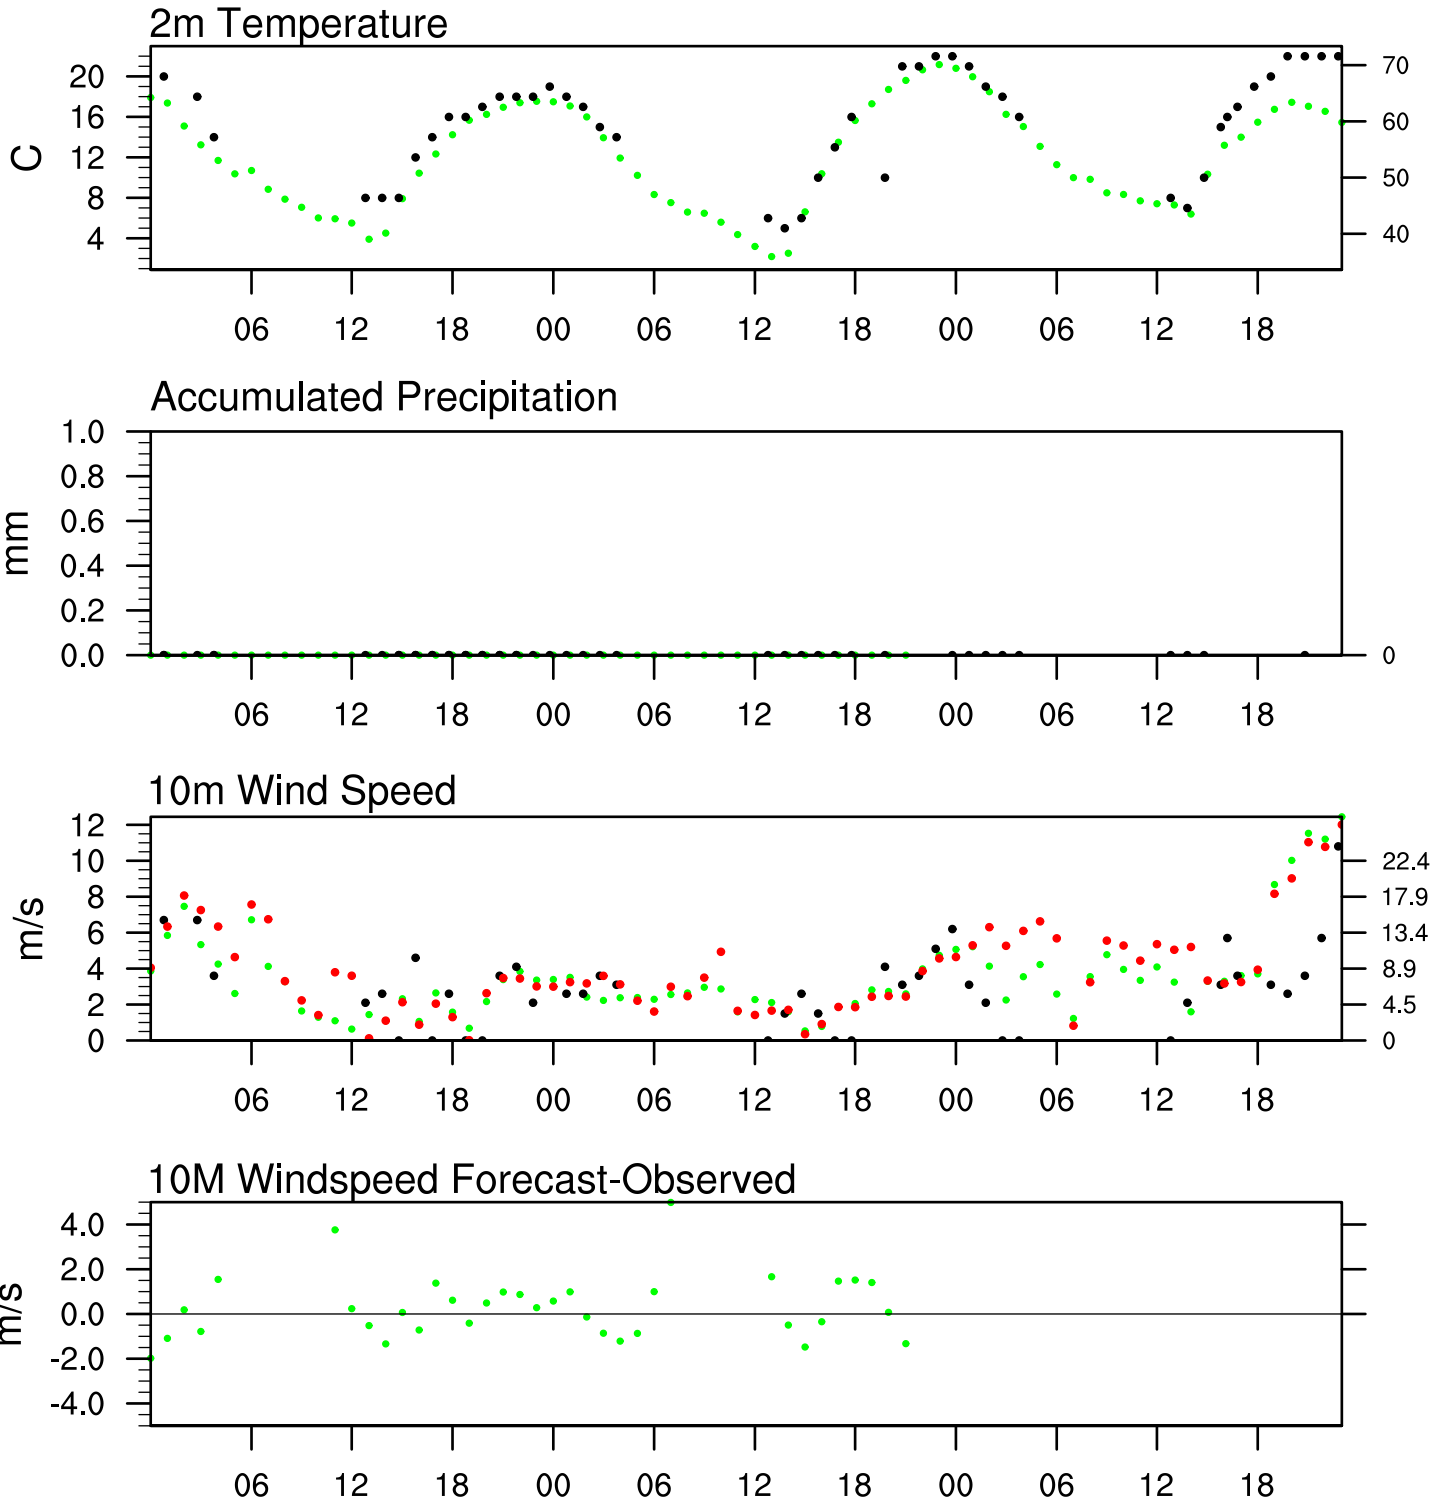 2m Temperature
C
20
16
12
8
4
70
60
50
40
06 12 18 00 06 12 18 00 06 12 18
Accumulated Precipitation
mm
1.0
0.8
0.6
0.4
0.2
0.0
0
06 12 18 00 06 12 18 00 06 12 18
10m Wind Speed
m/s
12
10
8
6
4
2
0
22.4
17.9
13.4
8.9
4.5
0
06 12 18 00 06 12 18 00 06 12 18
10M Windspeed Forecast-Observed
m/s
4.0
2.0
0.0
-2.0
-4.0
06 12 18 00 06 12 18 00 06 12 18